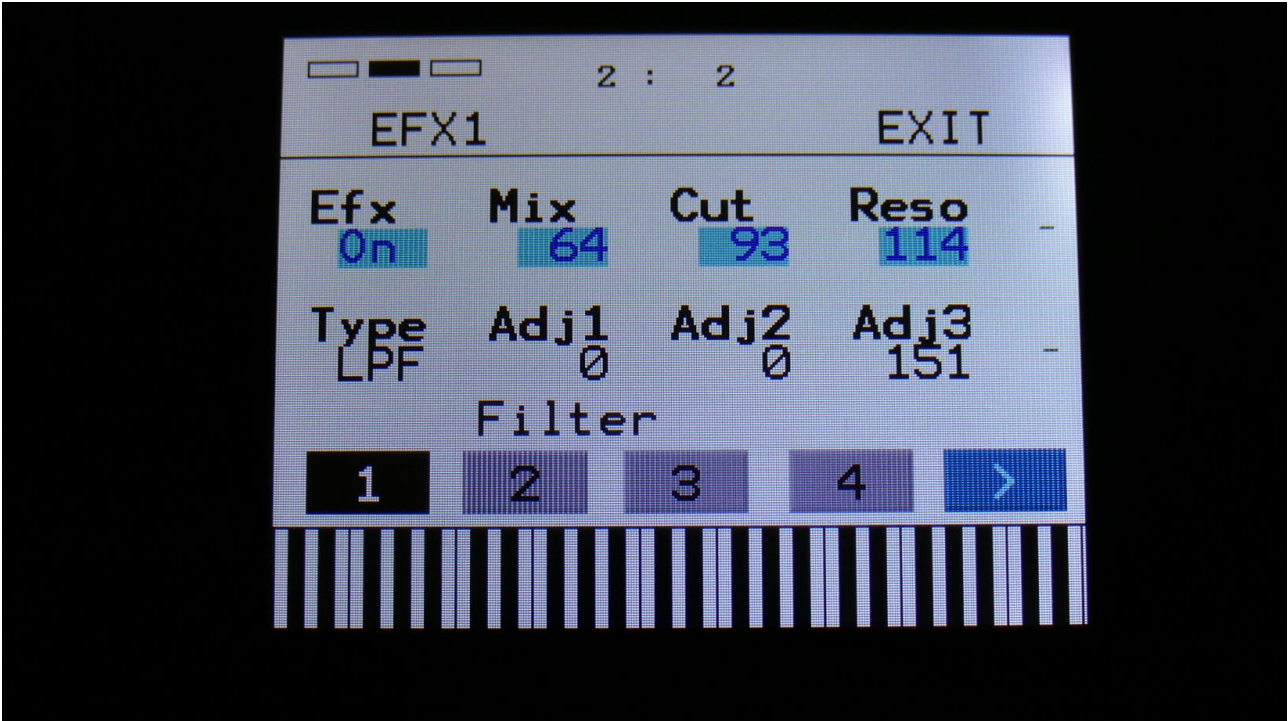 2 : 2
EFX1 EXIT
Efx Mix Cut Reso
On 64 93 114
Type Adj1 Adj2 Adj3
LPF 0 0 151
Filter
1 2 3 4 >